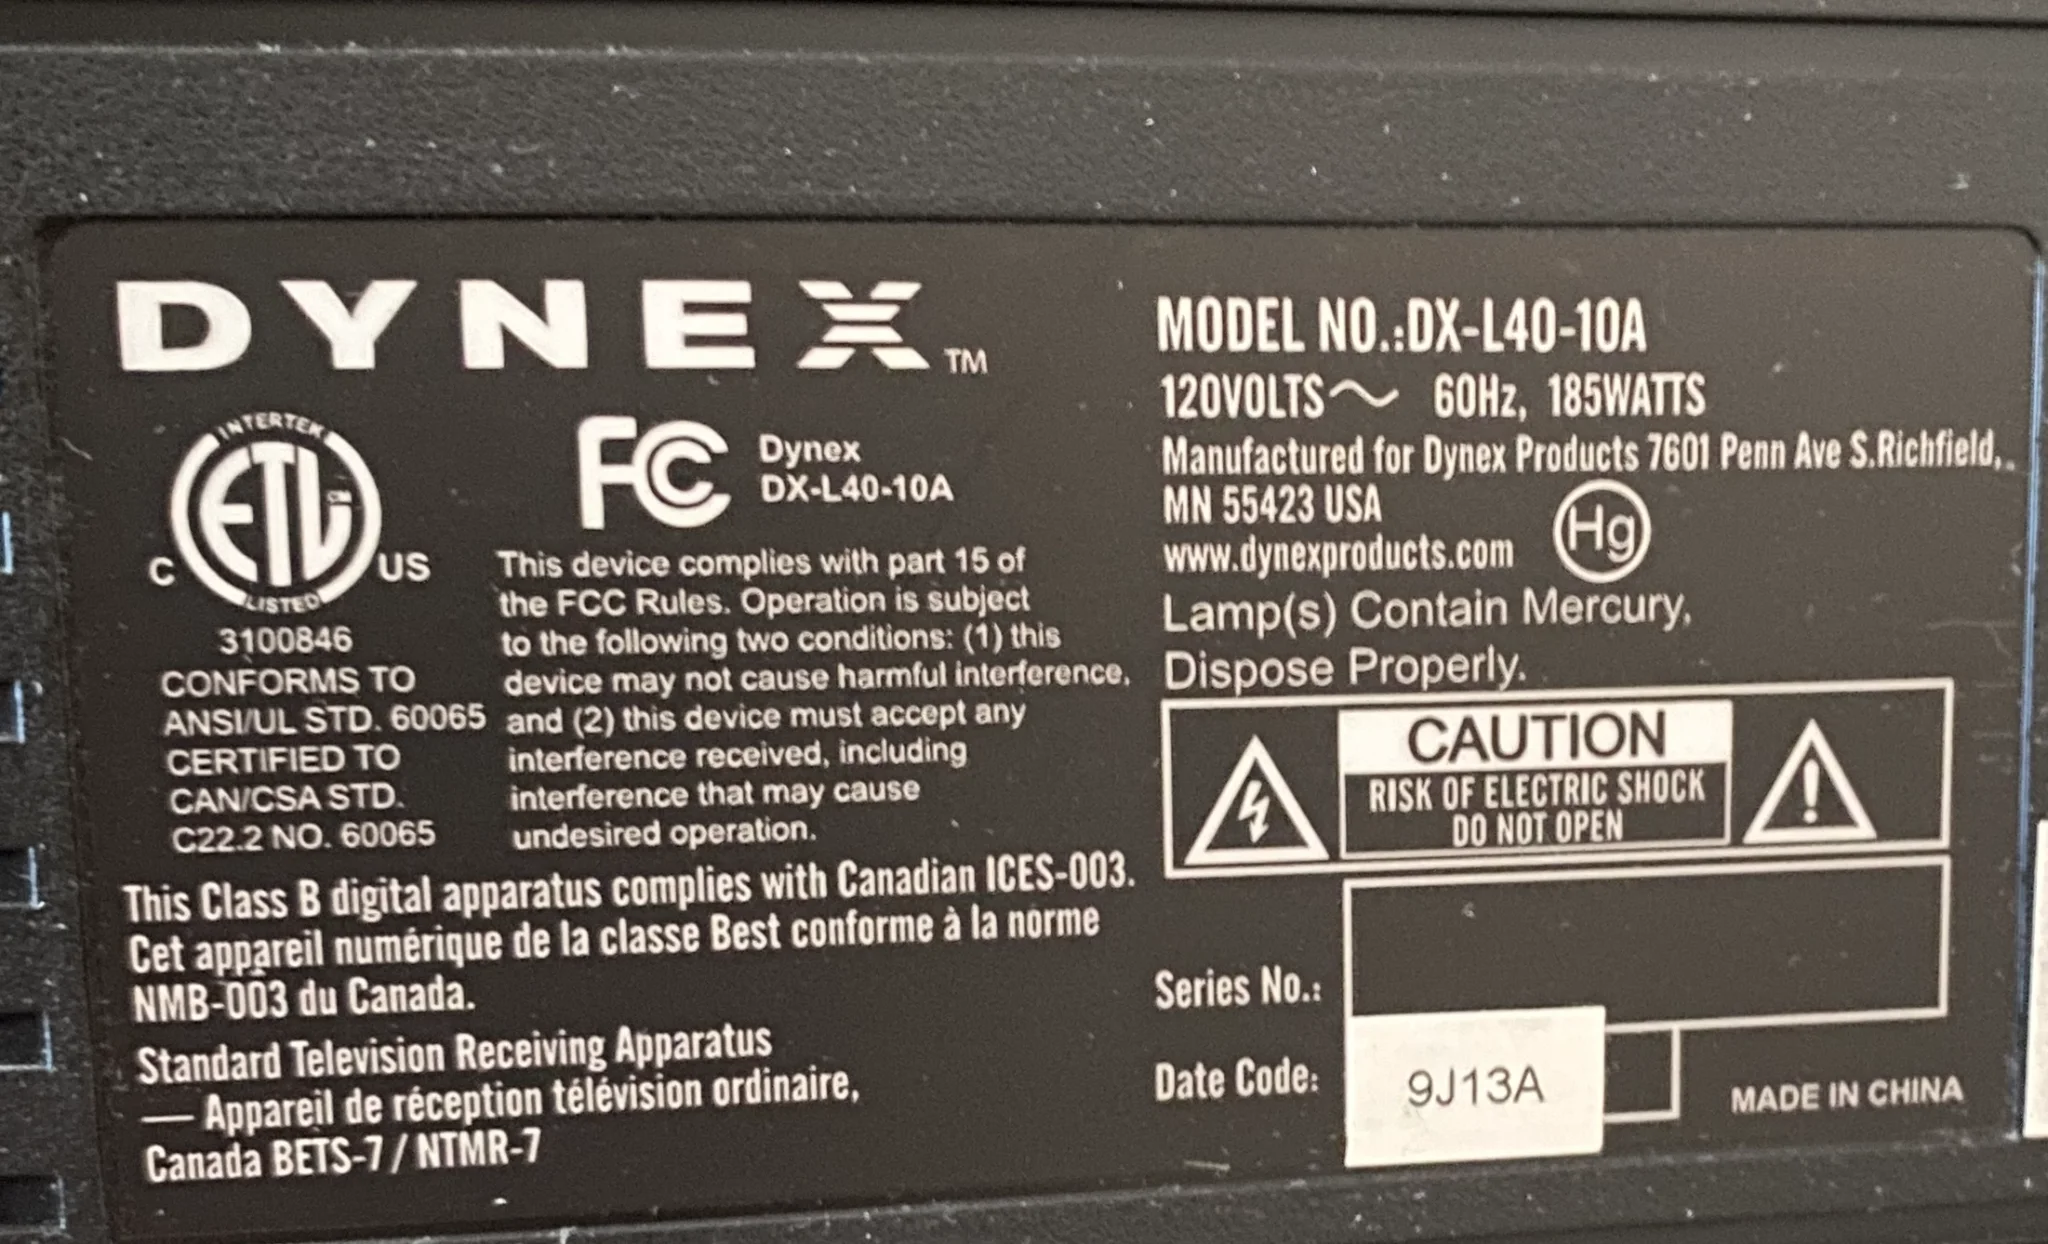 DYNEX™
INTERTEK
ETL CM
C US
LISTED
3100846
CONFORMS TO
ANSI/UL STD. 60065
CERTIFIED TO
CAN/CSA STD.
C22.2 NO. 60065
FC Dynex
DX-L40-10A
This device complies with part 15 of
the FCC Rules. Operation is subject
to the following two conditions: (1) this
device may not cause harmful interference,
and (2) this device must accept any
interference received, including
interference that may cause
undesired operation.
This Class B digital apparatus complies with Canadian ICES-003.
Cet appareil numérique de la classe Best conforme à la norme
NMB-003 du Canada.
Standard Television Receiving Apparatus
— Appareil de réception télévision ordinaire,
Canada BETS-7 / NTMR-7
MODEL NO.:DX-L40-10A
120VOLTS～ 60Hz, 185WATTS
Manufactured for Dynex Products 7601 Penn Ave S.Richfield,
MN 55423 USA
www.dynexproducts.com
Hg
Lamp(s) Contain Mercury,
Dispose Properly.
CAUTION
RISK OF ELECTRIC SHOCK
DO NOT OPEN
Series No.:
Date Code: 9J13A
MADE IN CHINA